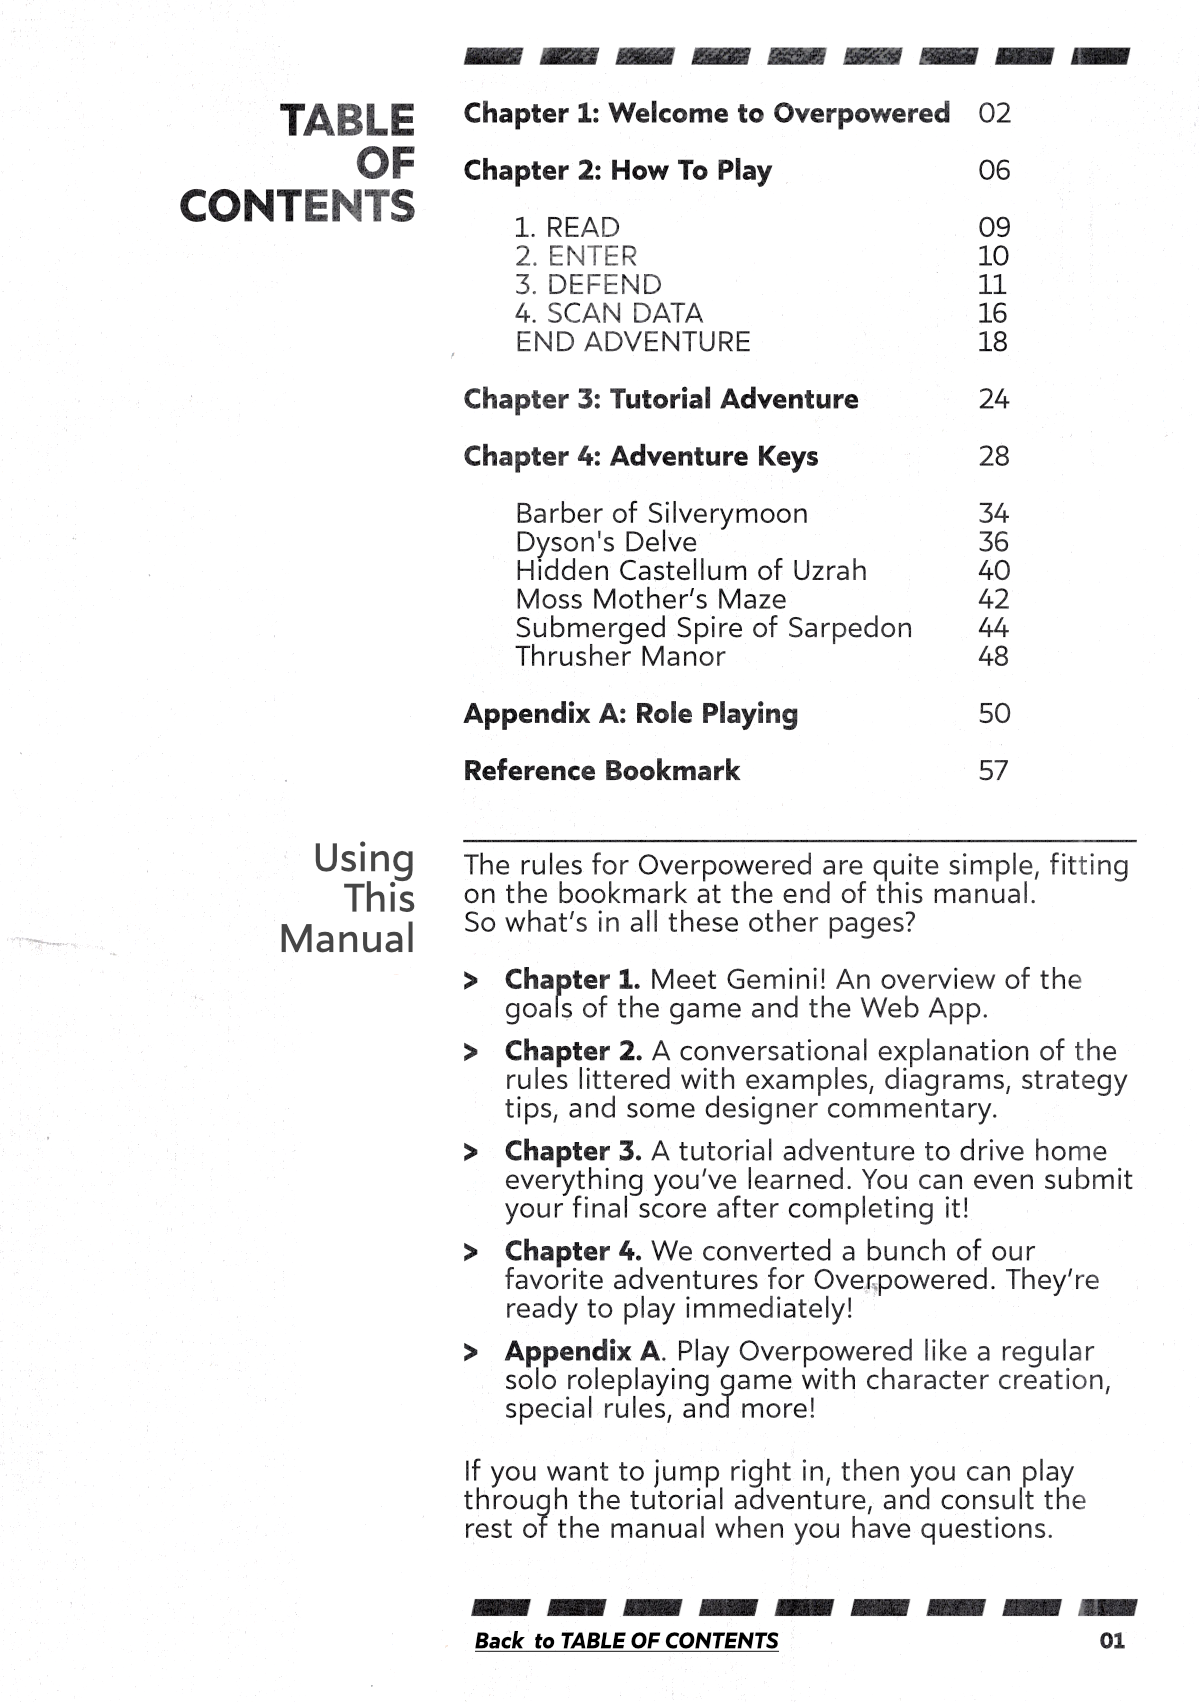 TABLE
OF
CONTENTS
Chapter 1: Welcome to Overpowered 02
Chapter 2: How To Play 06
1. READ 09
2. ENTER 10
3. DEFEND 11
4. SCAN DATA 16
END ADVENTURE 18
Chapter 3: Tutorial Adventure 24
Chapter 4: Adventure Keys 28
Barber of Silverymoon 34
Dyson's Delve 36
Hidden Castellum of Uzrah 40
Moss Mother’s Maze 42
Submerged Spire of Sarpedon 44
Thrusher Manor 48
Appendix A: Role Playing 50
Reference Bookmark 57
Using
This
Manual
The rules for Overpowered are quite simple, fitting
on the bookmark at the end of this manual.
So what’s in all these other pages?
> Chapter 1. Meet Gemini! An overview of the
goals of the game and the Web App.
> Chapter 2. A conversational explanation of the
rules littered with examples, diagrams, strategy
tips, and some designer commentary.
> Chapter 3. A tutorial adventure to drive home
everything you’ve learned. You can even submit
your final score after completing it!
> Chapter 4. We converted a bunch of our
favorite adventures for Overpowered. They’re
ready to play immediately!
> Appendix A. Play Overpowered like a regular
solo roleplaying game with character creation,
special rules, and more!
If you want to jump right in, then you can play
through the tutorial adventure, and consult the
rest of the manual when you have questions.
Back to TABLE OF CONTENTS 01